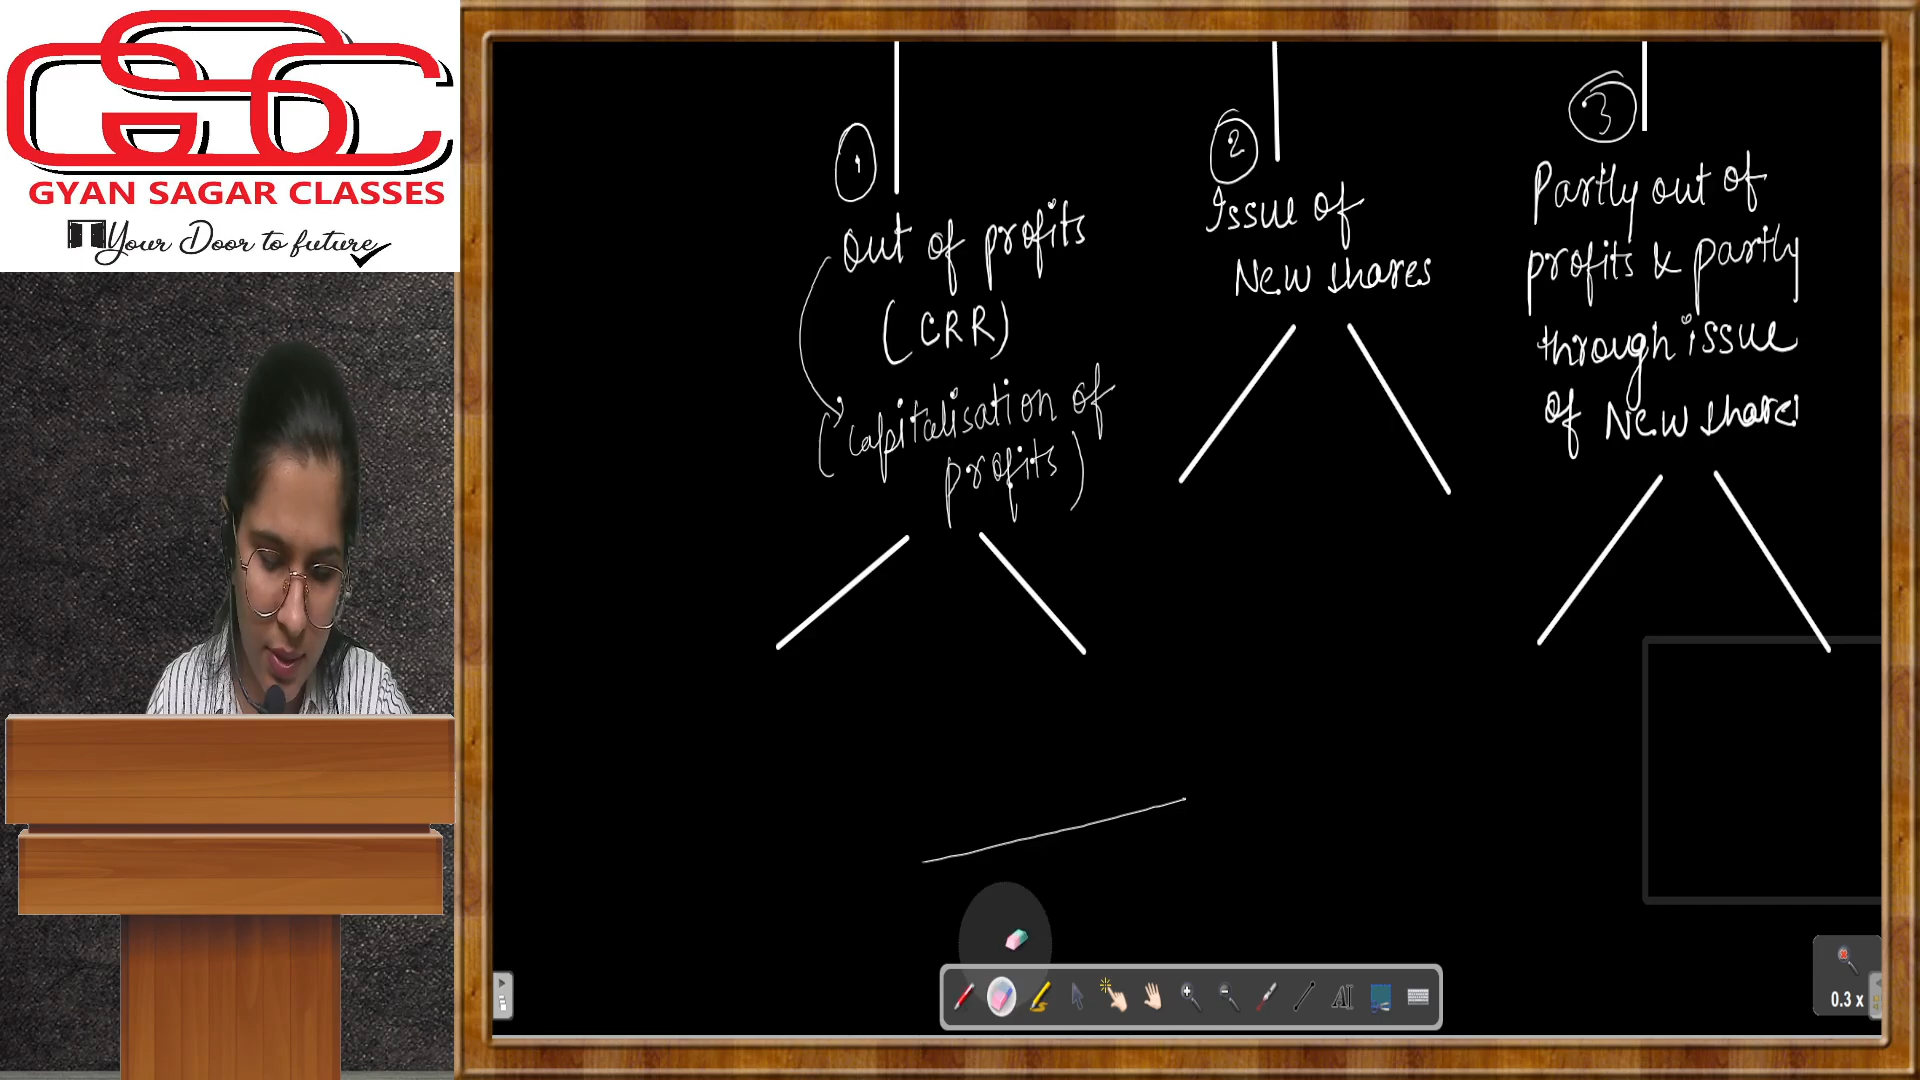 GSC
GYAN SAGAR CLASSES
Your Door to future
1
Out of profits
(CRR)
(Capitalisation of
profits)
2
Issue of
New shares
3
Partly out of
profits & partly
through issue
of New shares
0.3 x